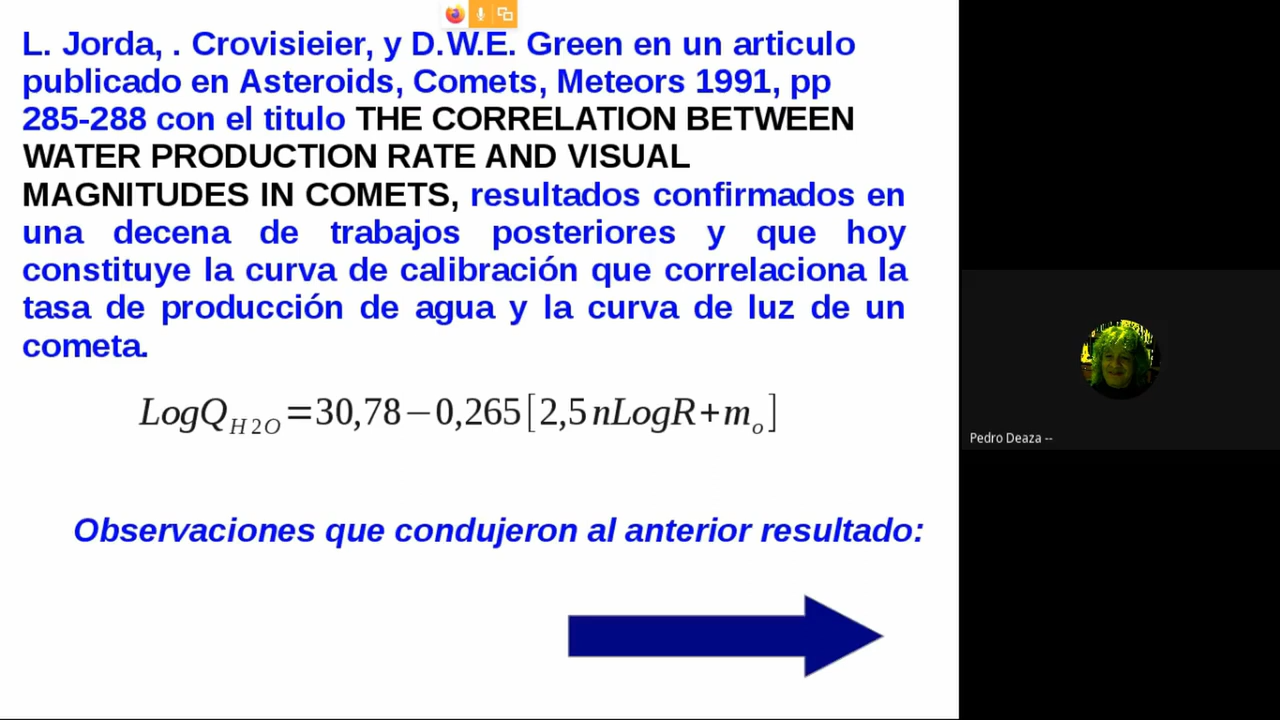 L. Jorda, . Crovisieier, y D.W.E. Green en un articulo
publicado en Asteroids, Comets, Meteors 1991, pp
285-288 con el titulo THE CORRELATION BETWEEN
WATER PRODUCTION RATE AND VISUAL
MAGNITUDES IN COMETS, resultados confirmados en
una decena de trabajos posteriores y que hoy
constituye la curva de calibración que correlaciona la
tasa de producción de agua y la curva de luz de un
cometa.
LogQ_{H2O}=30,78−0,265[2,5nLogR+m_o]
Pedro Deaza --
Observaciones que condujeron al anterior resultado: